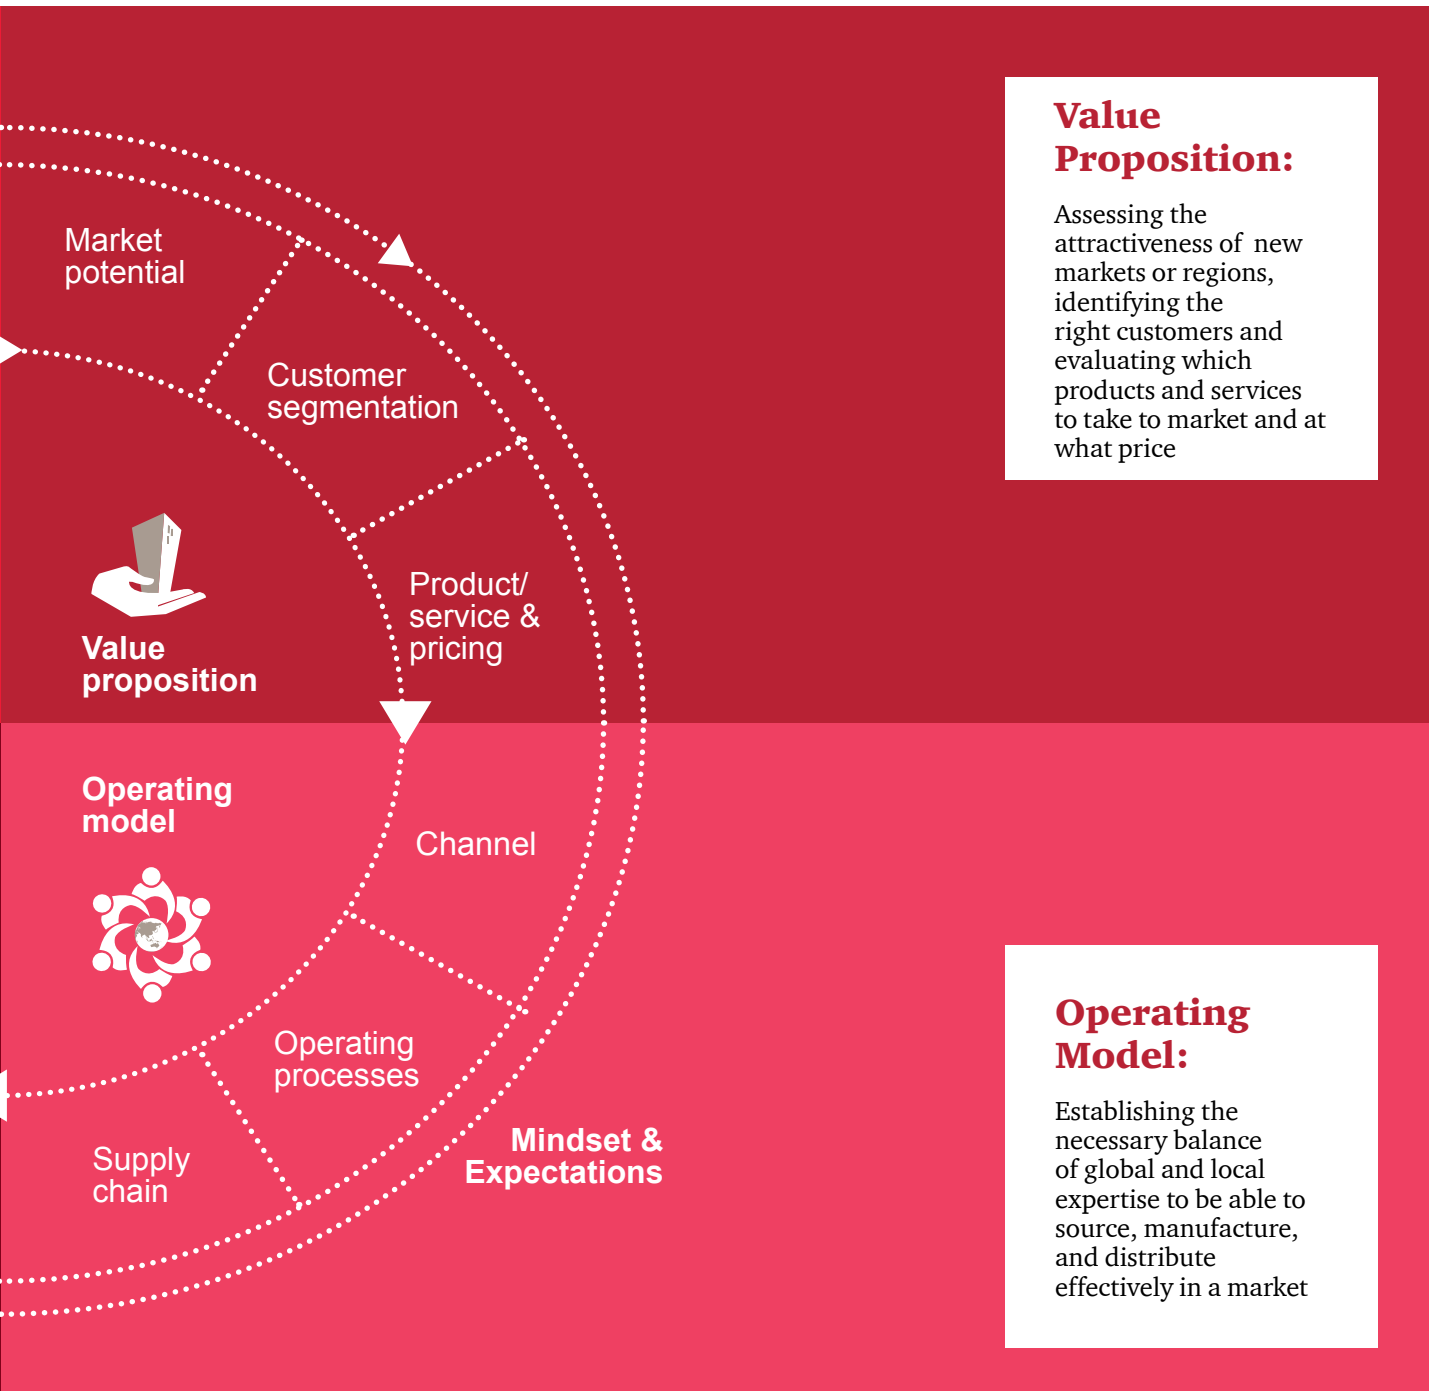 Market
potential
Customer
segmentation
Product/
service &
pricing
Value
proposition
Operating
model
Channel
Operating
processes
Supply
chain
Mindset &
Expectations
Value
Proposition:
Assessing the
attractiveness of new
markets or regions,
identifying the
right customers and
evaluating which
products and services
to take to market and at
what price
Operating
Model:
Establishing the
necessary balance
of global and local
expertise to be able to
source, manufacture,
and distribute
effectively in a market